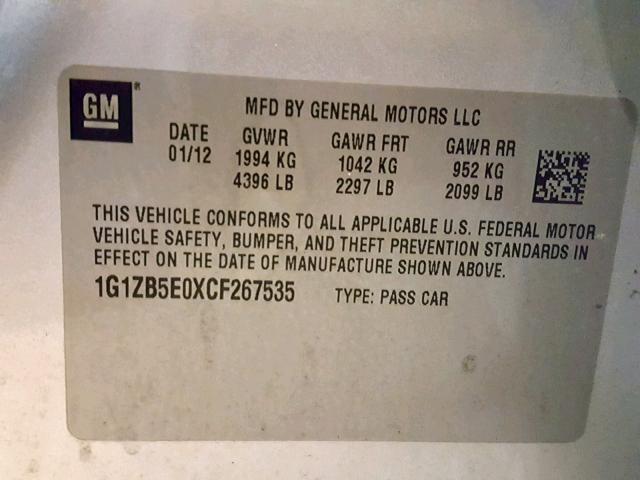 GM
MFD BY GENERAL MOTORS LLC
DATE GVWR GAWR FRT GAWR RR
01/12 1994 KG 1042 KG 952 KG
4396 LB 2297 LB 2099 LB
THIS VEHICLE CONFORMS TO ALL APPLICABLE U.S. FEDERAL MOTOR
VEHICLE SAFETY, BUMPER, AND THEFT PREVENTION STANDARDS IN
EFFECT ON THE DATE OF MANUFACTURE SHOWN ABOVE.
1G1ZB5E0XCF267535 TYPE: PASS CAR